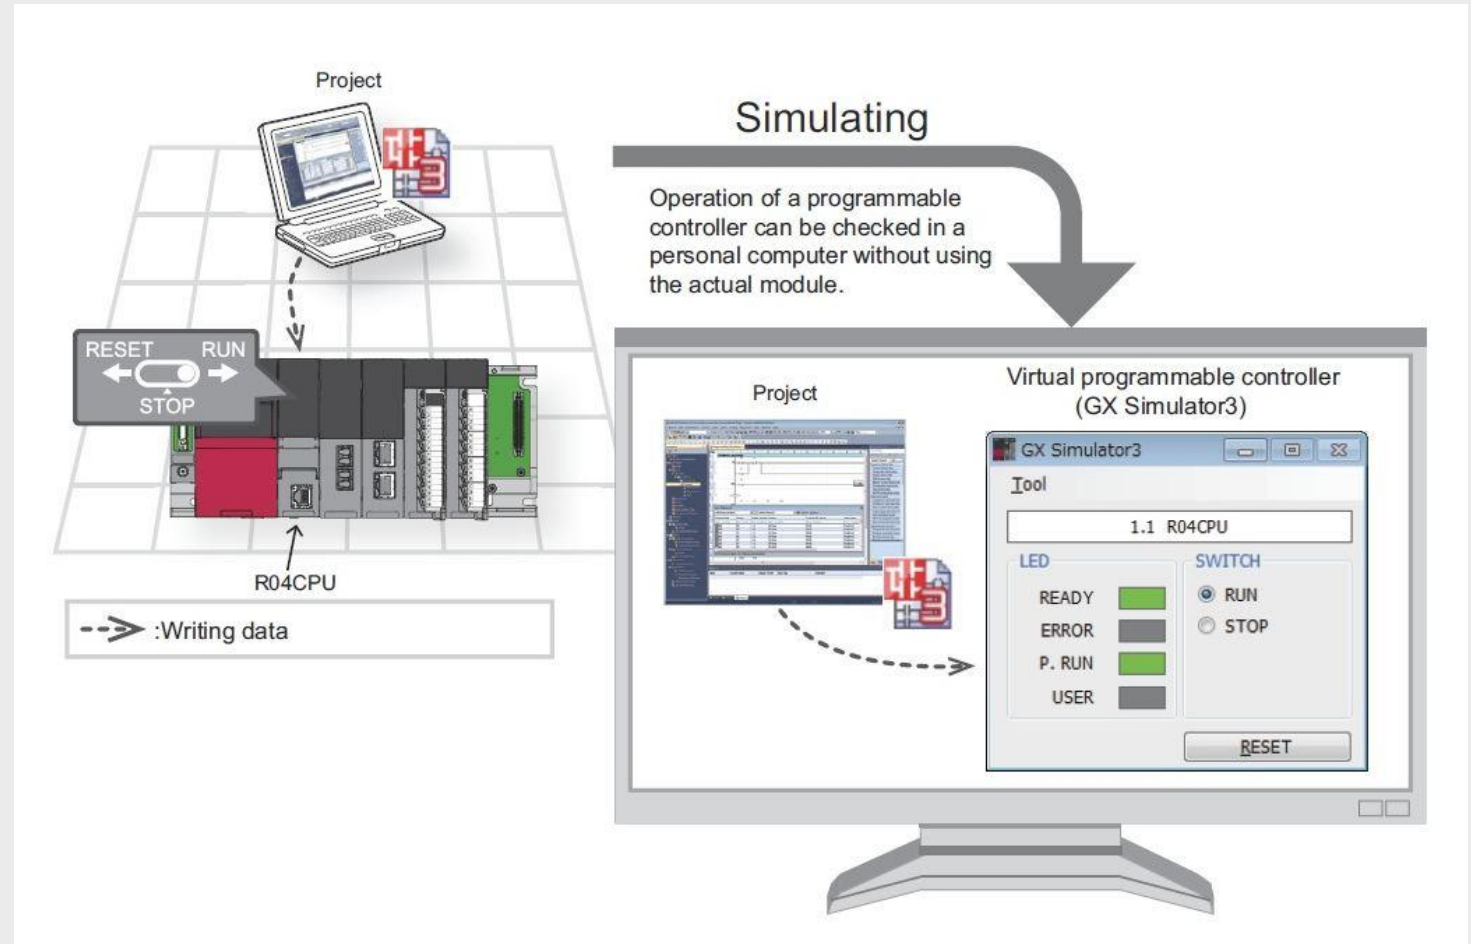 Project
Simulating
Operation of a programmable
controller can be checked in a
personal computer without using
the actual module.
RESET
RUN
STOP
R04CPU
:Writing data
Project
Virtual programmable controller
(GX Simulator3)
GX Simulator3
Tool
1.1 R04CPU
LED
SWITCH
READY
RUN
ERROR
STOP
P. RUN
USER
RESET